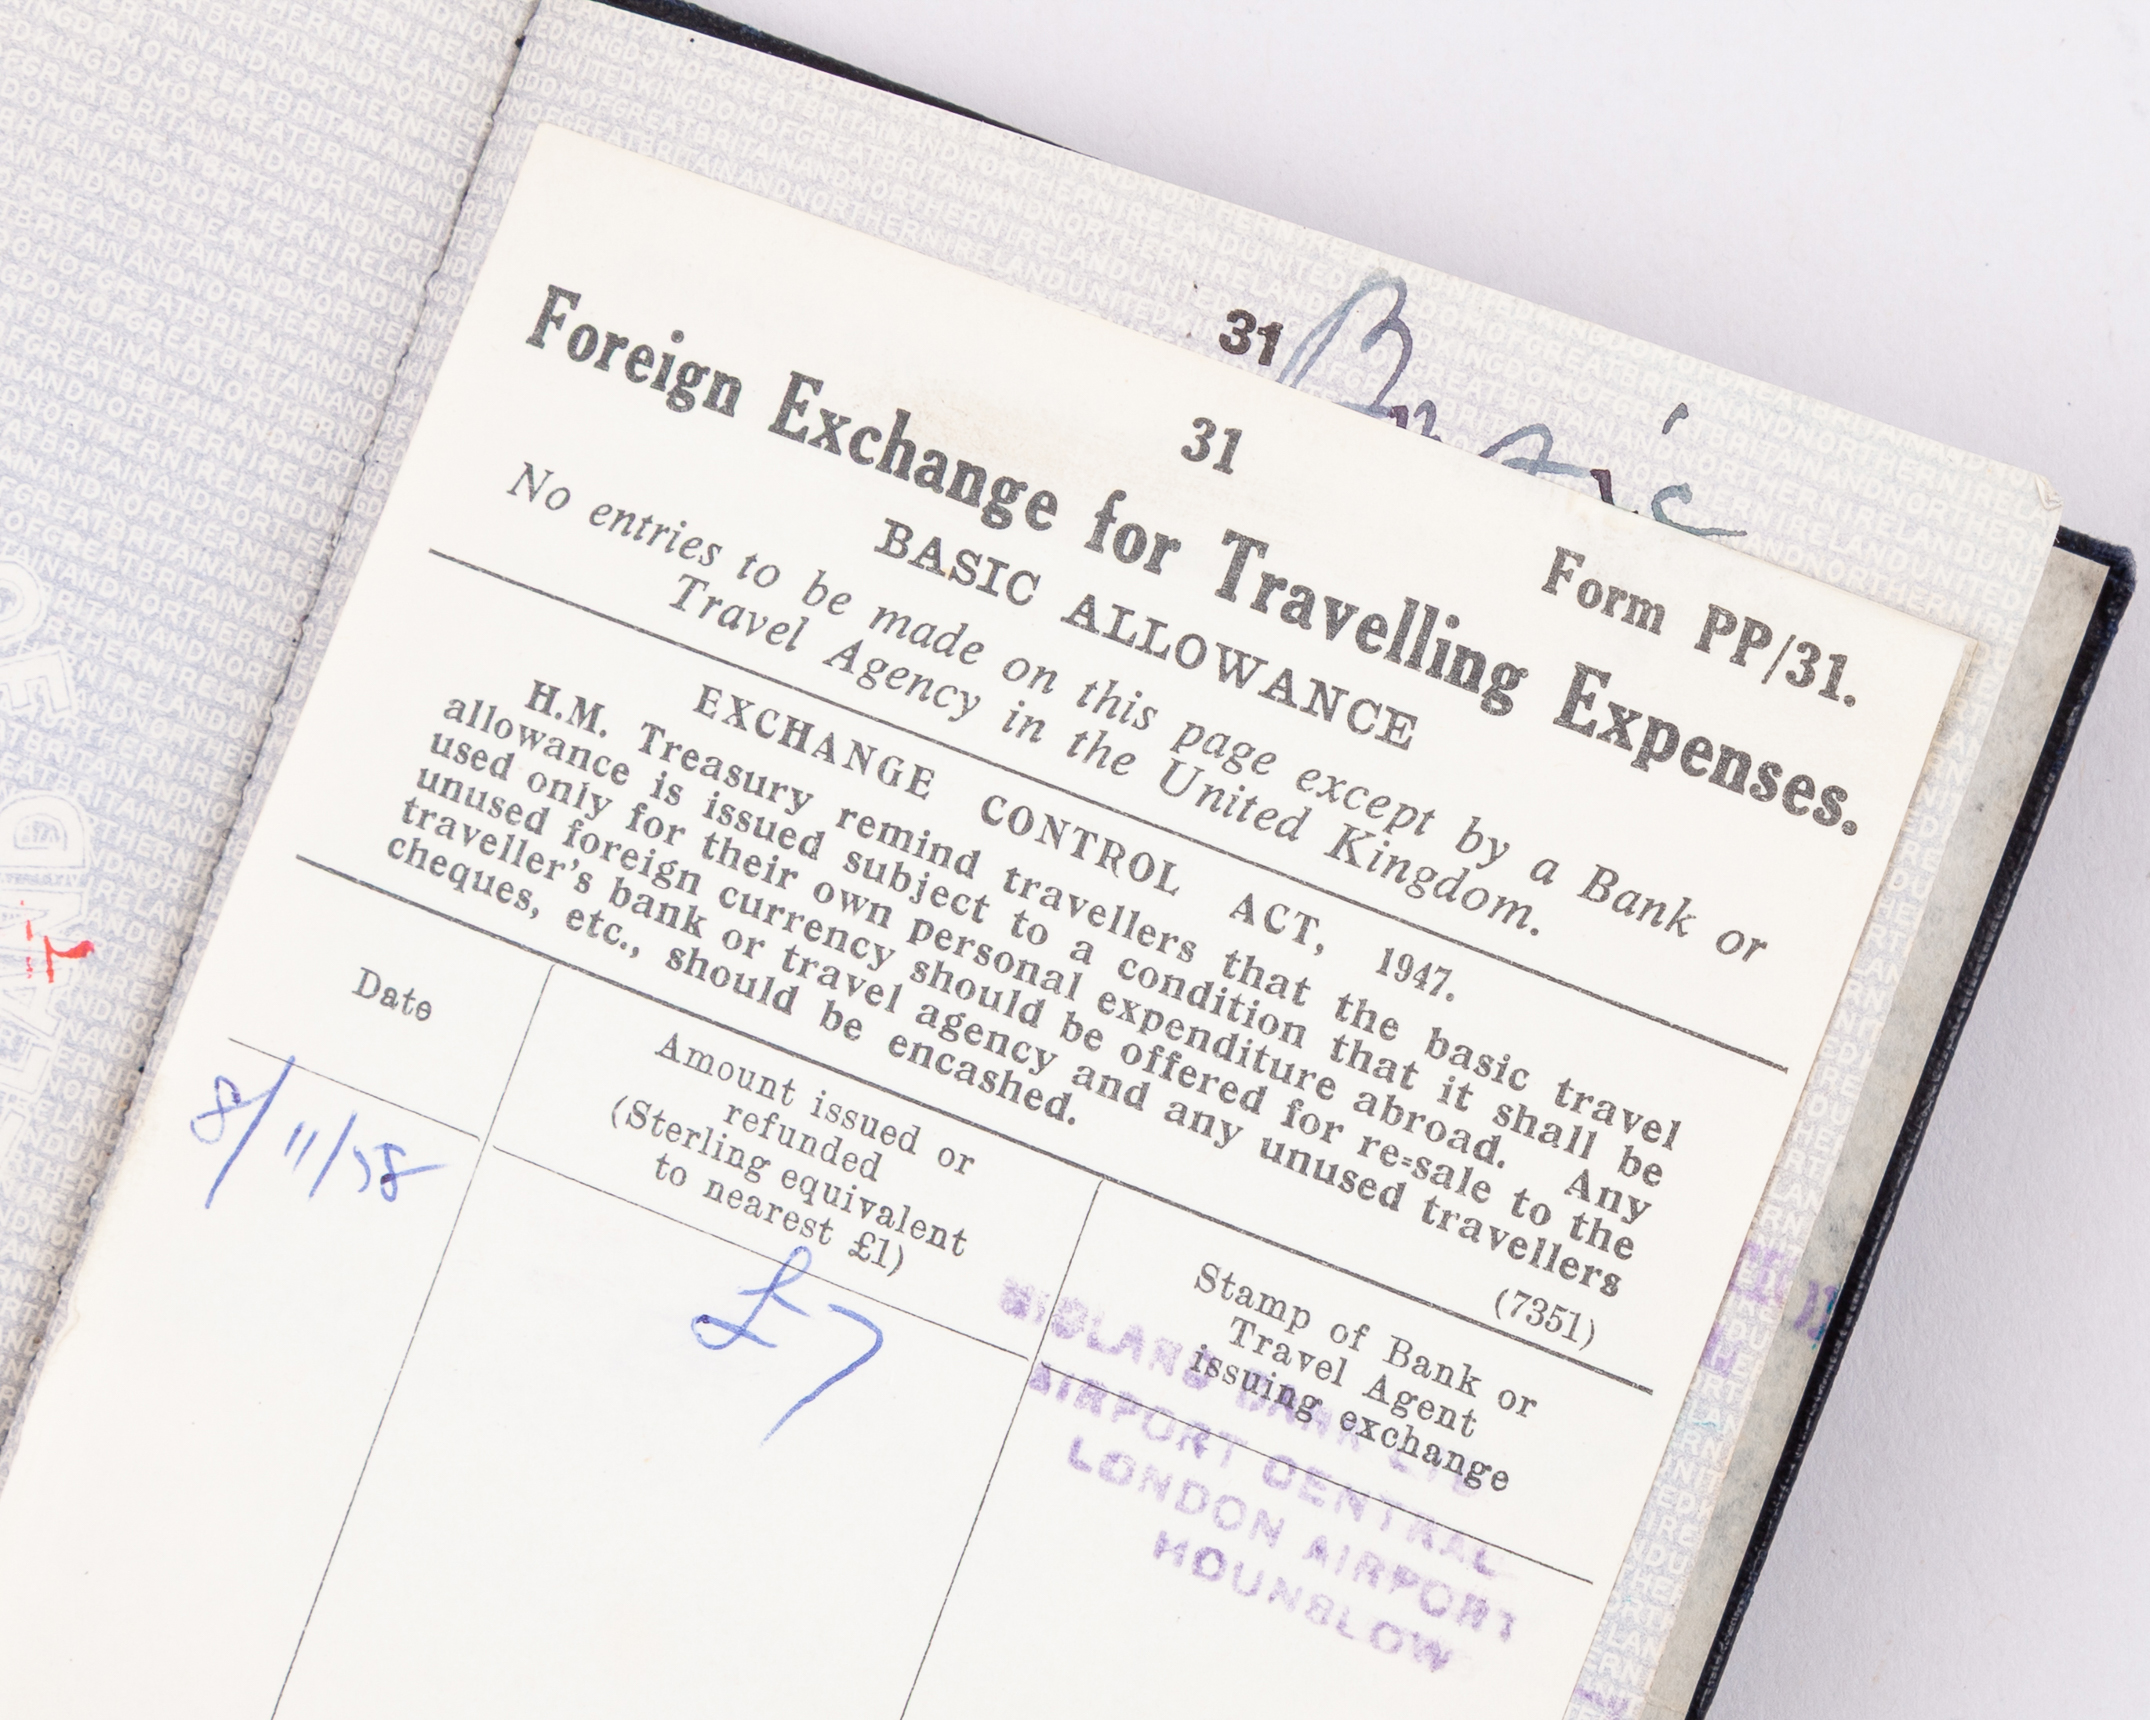 31 Basic
31
Form PP/31.
Foreign Exchange for Travelling Expenses.
BASIC ALLOWANCE
No entries to be made on this page except by a Bank or
Travel Agency in the United Kingdom.
EXCHANGE CONTROL ACT, 1947.
H.M. Treasury remind travellers that the basic travel
allowance is issued subject to a condition that it shall be
used only for their own personal expenditure abroad. Any
unused foreign currency should be offered for re-sale to the
traveller's bank or travel agency and any unused travellers
cheques, etc., should be encashed.
(7351)
Date
Amount issued or
refunded
(Sterling equivalent
to nearest £1)
Stamp of Bank or
Travel Agent
issuing exchange
8/11/58
£7
MIDLAND BANK LTD
AIRPORT CENTRAL
LONDON AIRPORT
HOUNSLOW